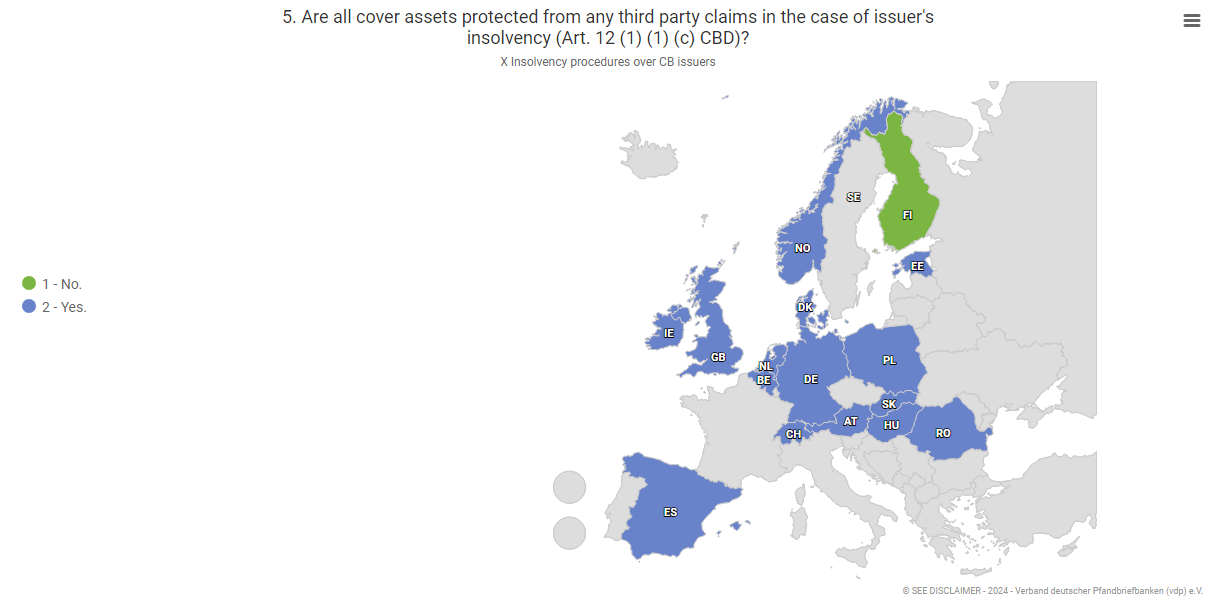 5. Are all cover assets protected from any third party claims in the case of issuer's
insolvency (Art. 12 (1) (1) (c) CBD)?
X Insolvency procedures over CB issuers
1 - No.
2 - Yes.
SE
FI
NO
EE
DK
IE
GB
NL
BE
DE
PL
SK
AT
HU
CH
RO
ES
© SEE DISCLAIMER - 2024 - Verband deutscher Pfandbriefbanken (vdp) e.V.